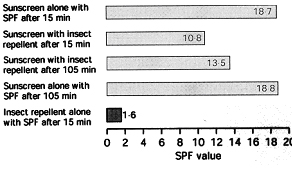 Sunscreen alone with
SPF after 15 min
18·7
Sunscreen with insect
repellent after 15 min
10·8
Sunscreen with insect
repellent after 105 min
13·5
Sunscreen alone with
SPF after 105 min
18·8
Insect repellent alone
with SPF after 15 min
1·6
0 2 4 6 8 10 12 14 16 18 20
SPF value